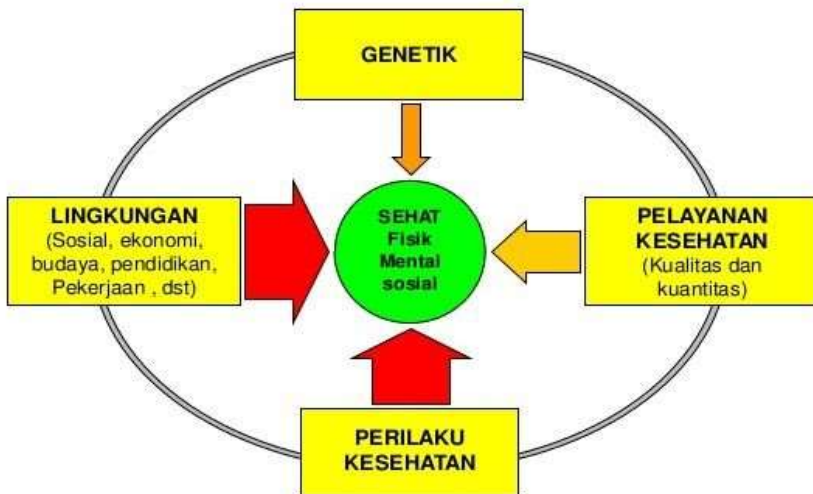 GENETIK
LINGKUNGAN
(Sosial, ekonomi,
budaya, pendidikan,
Pekerjaan , dst)
SEHAT
Fisik
Mental
sosial
PELAYANAN
KESEHATAN
(Kualitas dan
kuantitas)
PERILAKU
KESEHATAN